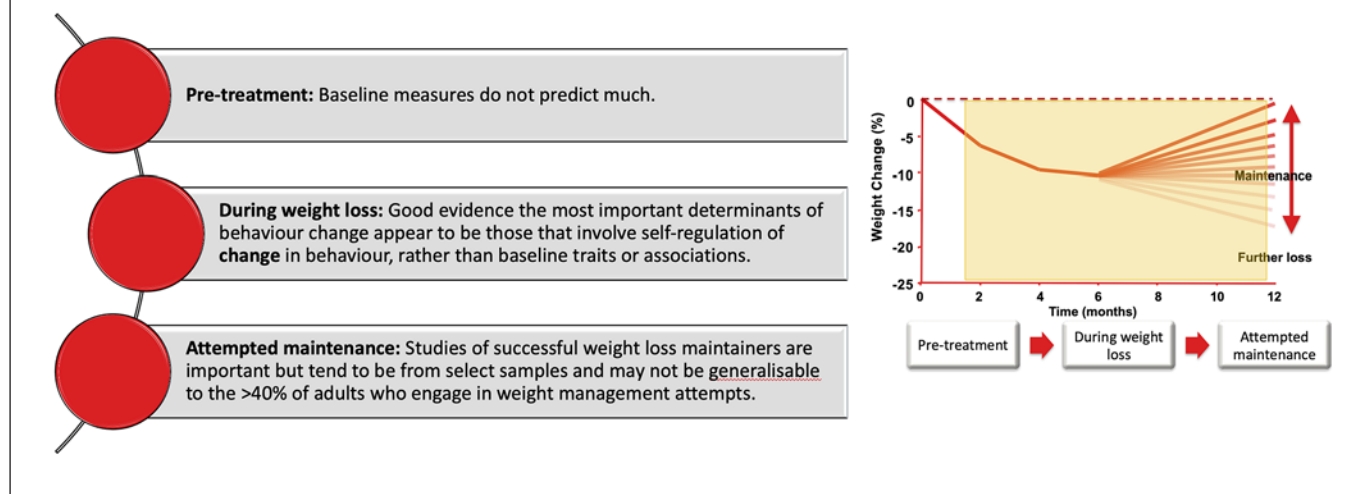 Pre-treatment: Baseline measures do not predict much.
During weight loss: Good evidence the most important determinants of
behaviour change appear to be those that involve self-regulation of
change in behaviour, rather than baseline traits or associations.
Attempted maintenance: Studies of successful weight loss maintainers are
important but tend to be from select samples and may not be generalisable
to the >40% of adults who engage in weight management attempts.
Weight Change (%)
0
-5
-10
-15
-20
-25
Maintenance
Further loss
0 2 4 6 8 10 12
Time (months)
Pre-treatment
During weight
loss
Attempted
maintenance